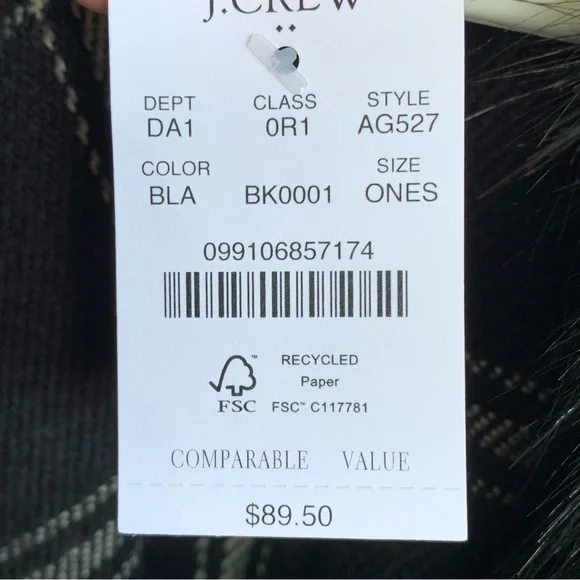 J.CREW
DEPT CLASS STYLE
DA1 0R1 AG527
COLOR SIZE
BLA BK0001 ONES
099106857174
RECYCLED
Paper
FSC™ FSC™ C117781
COMPARABLE VALUE
$89.50